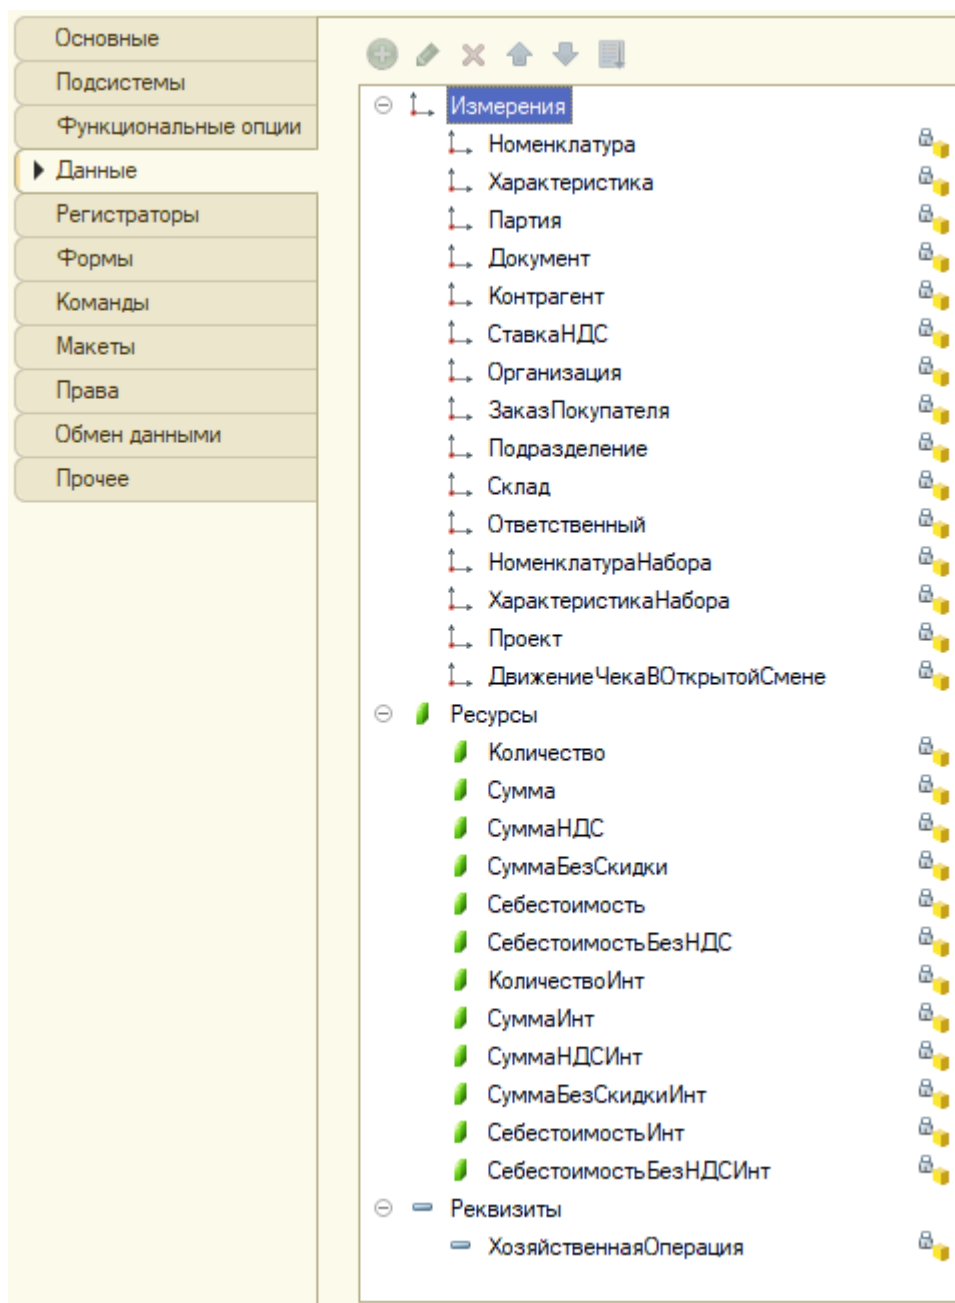 Основные
Подсистемы
Функциональные опции
Данные
Регистраторы
Формы
Команды
Макеты
Права
Обмен данными
Прочее
Измерения
Номенклатура
Характеристика
Партия
Документ
Контрагент
СтавкаНДС
Организация
ЗаказПокупателя
Подразделение
Склад
Ответственный
НоменклатураНабора
ХарактеристикаНабора
Проект
ДвижениеЧекаВОткрытойСмене
Ресурсы
Количество
Сумма
СуммаНДС
СуммаБезСкидки
Себестоимость
СебестоимостьБезНДС
КоличествоИнт
СуммаИнт
СуммаНДСИнт
СуммаБезСкидкиИнт
СебестоимостьИнт
СебестоимостьБезНДСИнт
Реквизиты
ХозяйственнаяОперация